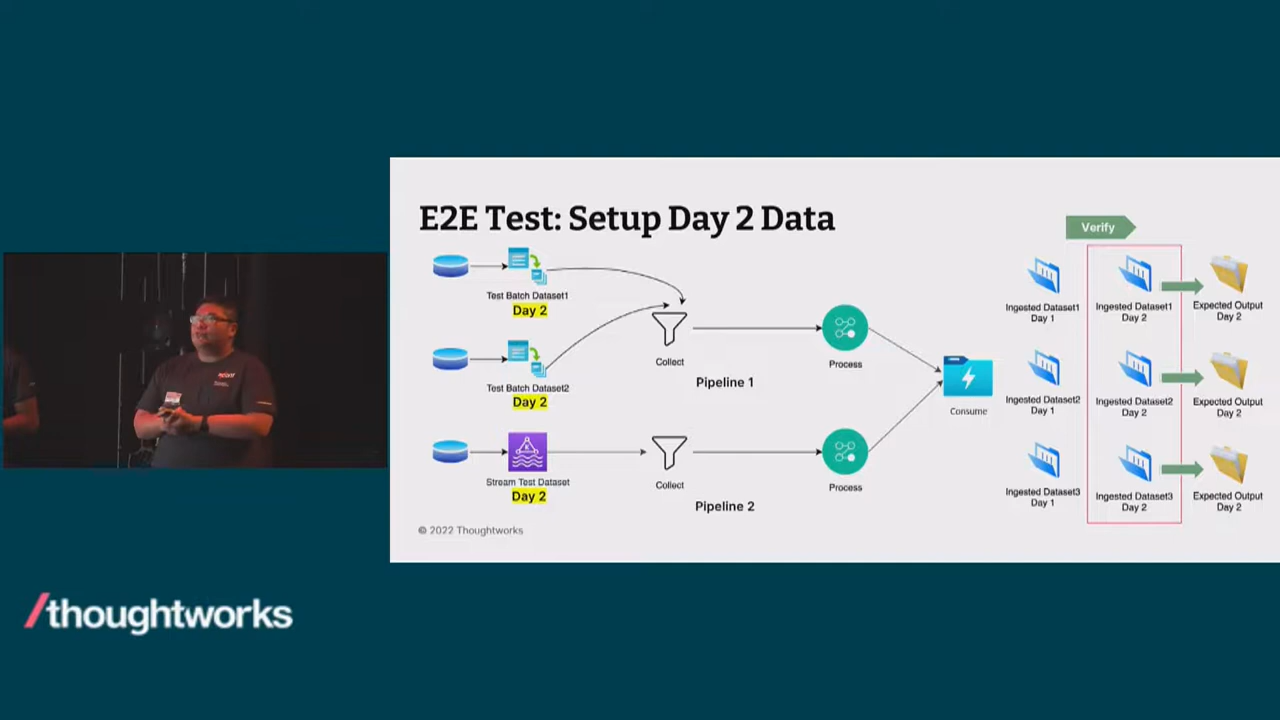 E2E Test: Setup Day 2 Data
Verify
Test Batch Dataset1
Day 2
Test Batch Dataset2
Day 2
Stream Test Dataset
Day 2
Collect
Process
Pipeline 1
Collect
Process
Pipeline 2
Consume
Ingested Dataset1
Day 1
Ingested Dataset1
Day 2
Expected Output
Day 2
Ingested Dataset2
Day 1
Ingested Dataset2
Day 2
Expected Output
Day 2
Ingested Dataset3
Day 1
Ingested Dataset3
Day 2
Expected Output
Day 2
© 2022 Thoughtworks
/thoughtworks